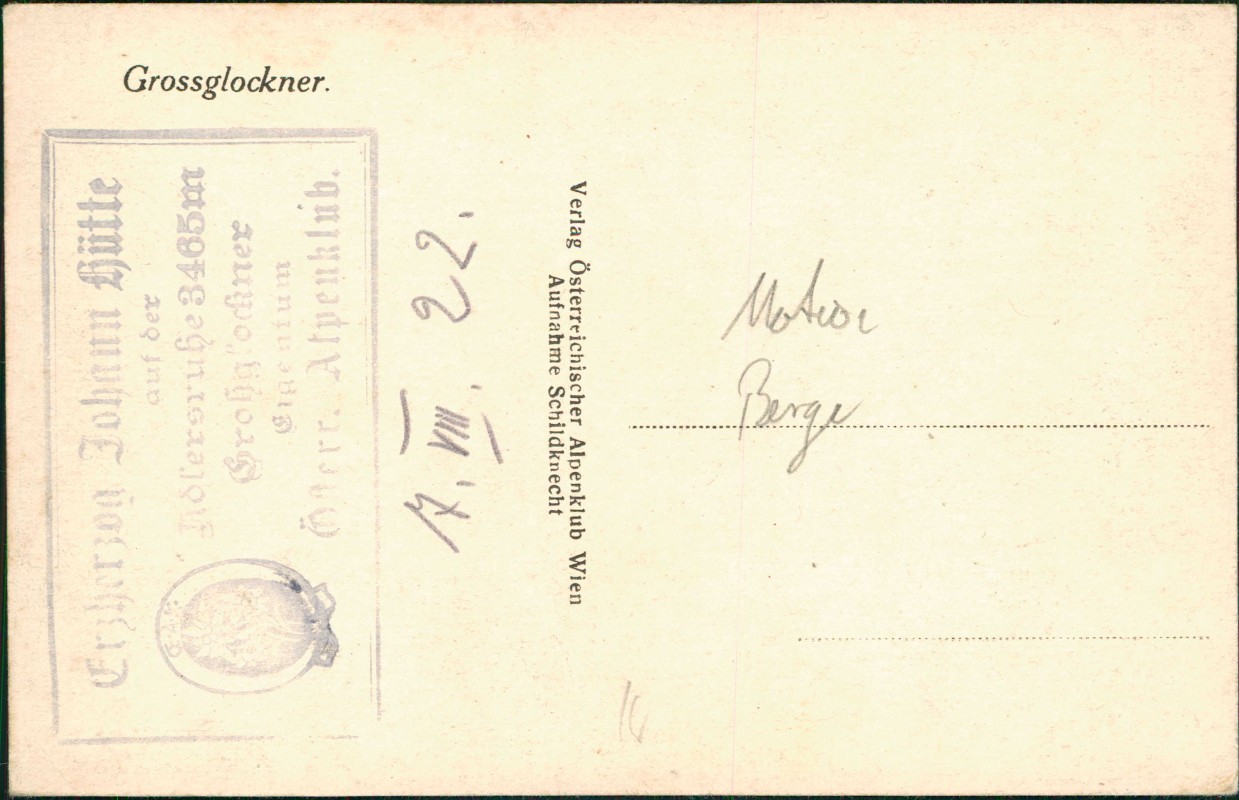 Grossglockner.
Erzherzog Johann Hütte
auf der
Adlersruhe 3465m
Großglockner
Eigentum
Österr. Alpenklub.
VIII. 22.
Verlag Österreichischer Alpenklub Wien
Aufnahme Schildknecht
Motive
Berge